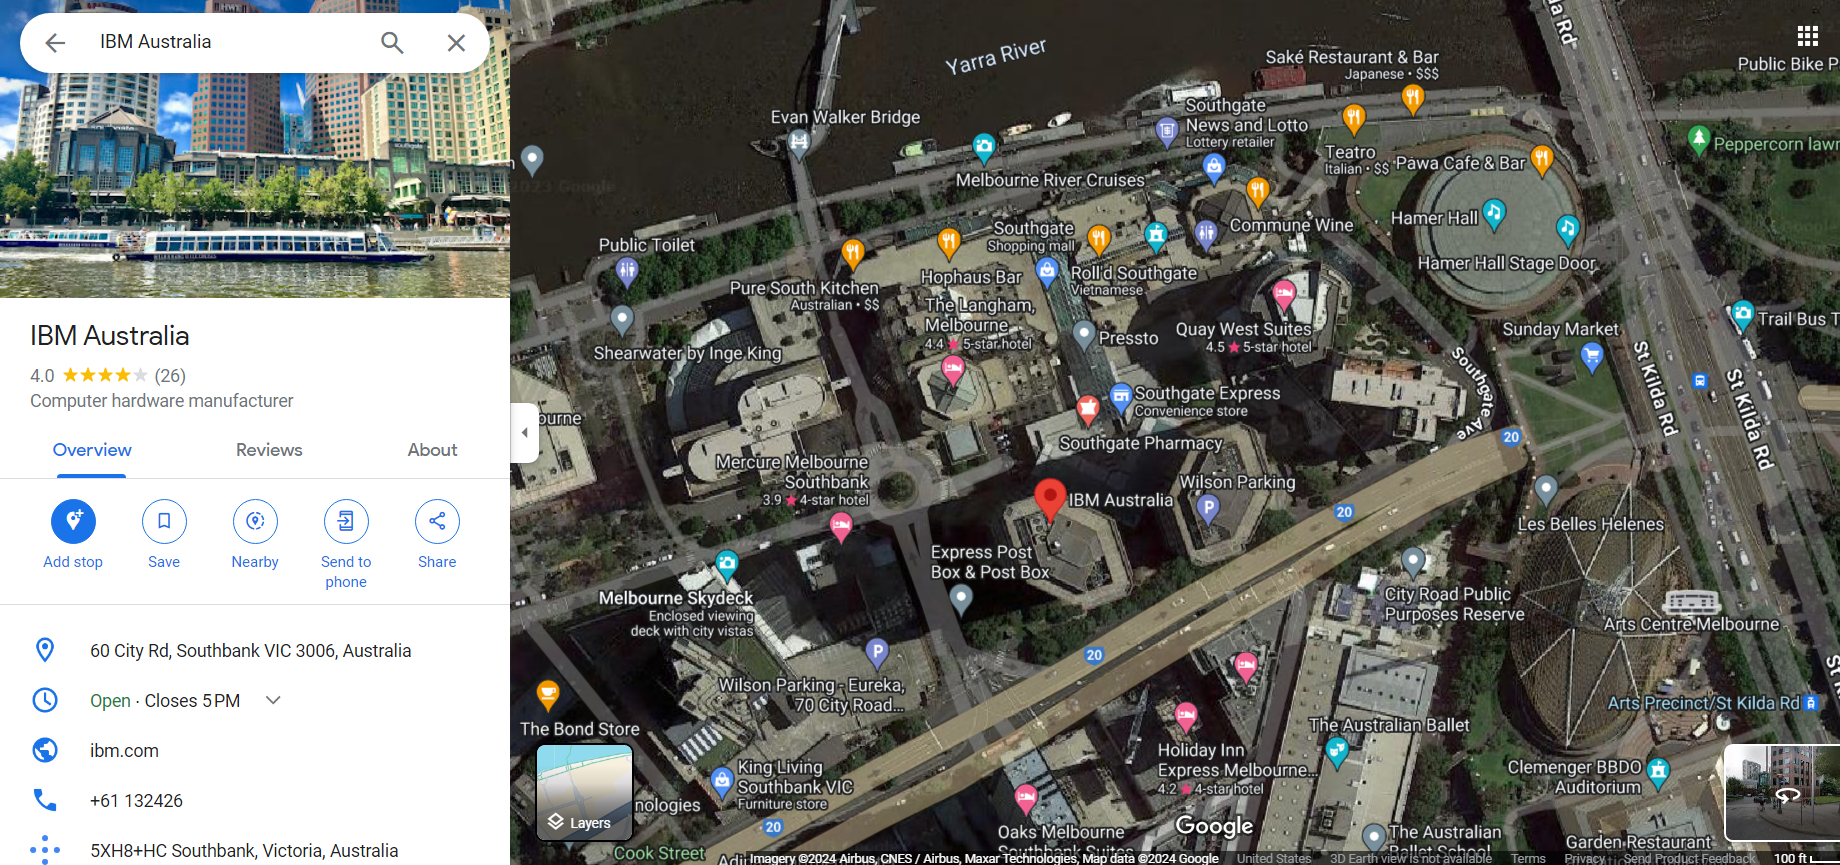 IBM Australia
IBM Australia
4.0 (26)
Computer hardware manufacturer
Overview
Reviews
About
Add stop
Save
Nearby
Send to
phone
Share
60 City Rd, Southbank VIC 3006, Australia
Open · Closes 5 PM
ibm.com
+61 132426
5XH8+HC Southbank, Victoria, Australia
Yarra River
Evan Walker Bridge
Saké Restaurant & Bar
Japanese • $$$
Public Bike P
Southgate
News and Lotto
Lottery retailer
Teatro
Italian • $$
Pawa Cafe & Bar
Peppercorn lawn
Melbourne River Cruises
Hamer Hall
Commune Wine
Southgate
Shopping mall
Public Toilet
Hamer Hall Stage Door
Hophaus Bar
Roll'd Southgate
Vietnamese
Pure South Kitchen
Australian • $$
The Langham,
Melbourne
4.4 ★ 5-star hotel
Pressto
Quay West Suites
4.5 ★ 5-star hotel
Sunday Market
Trail Bus T
Shearwater by Inge King
Southgate Ave
St Kilda Rd
St Kilda Rd
lda Rd
Southgate Express
Convenience store
ourne
Southgate Pharmacy
20
Mercure Melbourne
Southbank
3.9 ★ 4-star hotel
Wilson Parking
IBM Australia
20
Les Belles Helenes
Express Post
Box & Post Box
Melbourne Skydeck
Enclosed viewing
deck with city vistas
City Road Public
Purposes Reserve
Arts Centre Melbourne
20
Wilson Parking - Eureka,
70 City Road...
Arts Precinct/St Kilda Rd
The Bond Store
The Australian Ballet
Holiday Inn
Express Melbourne...
4.2 ★ 4-star hotel
Clemenger BBDO
Auditorium
King Living
Southbank VIC
Furniture store
nologies
Layers
20
Google
Oaks Melbourne
Southbank Suites
The Australian
Ballet School
Garden Restaurant
Cook Street
Imagery ©2024 Airbus, CNES / Airbus, Maxar Technologies, Map data ©2024 Google
United States
3D Earth view is not available
Terms
Privacy
Send Product Feedback
100 ft